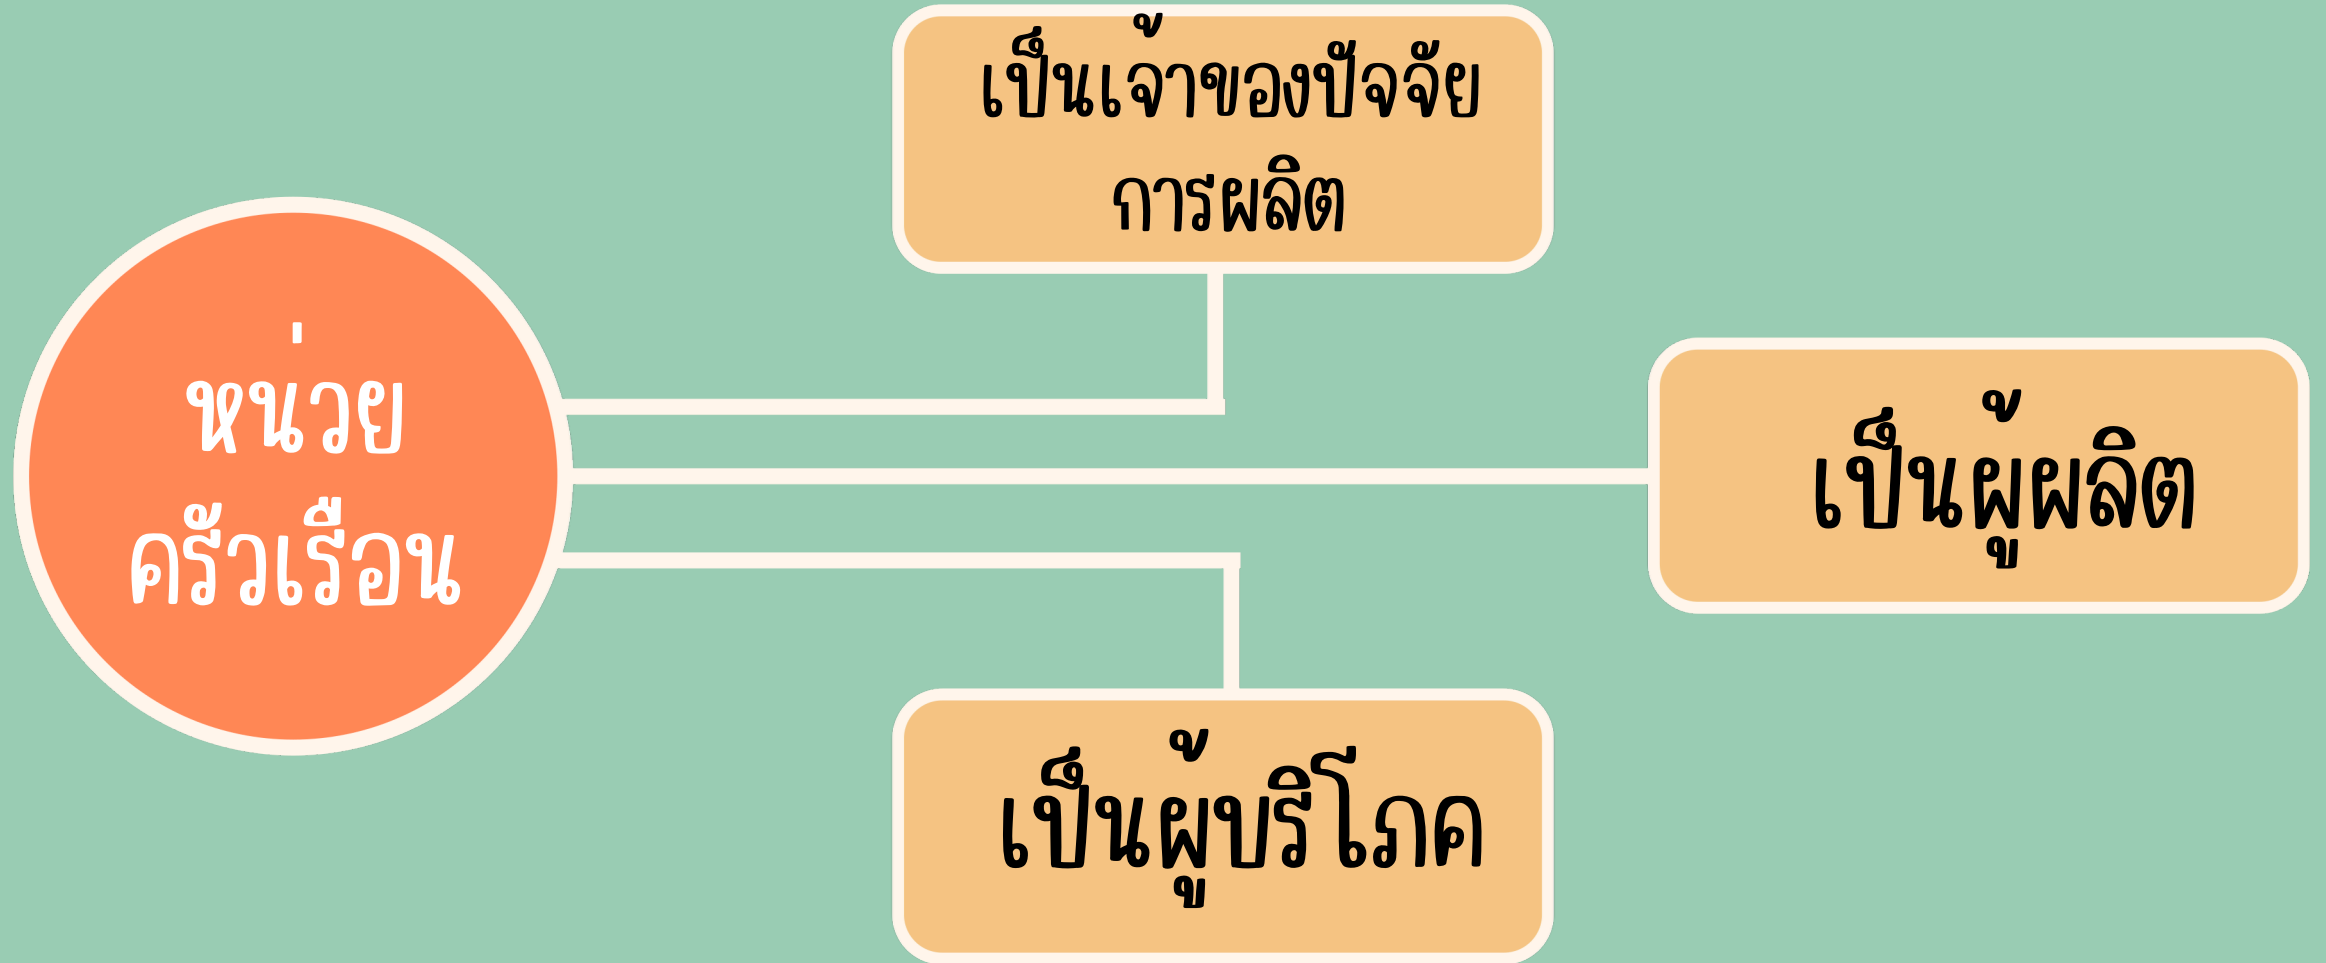 เป็นเจ้าของปัจจัย
การผลิต
หน่วย
ครัวเรือน
เป็นผู้ผลิต
เป็นผู้บริโภค